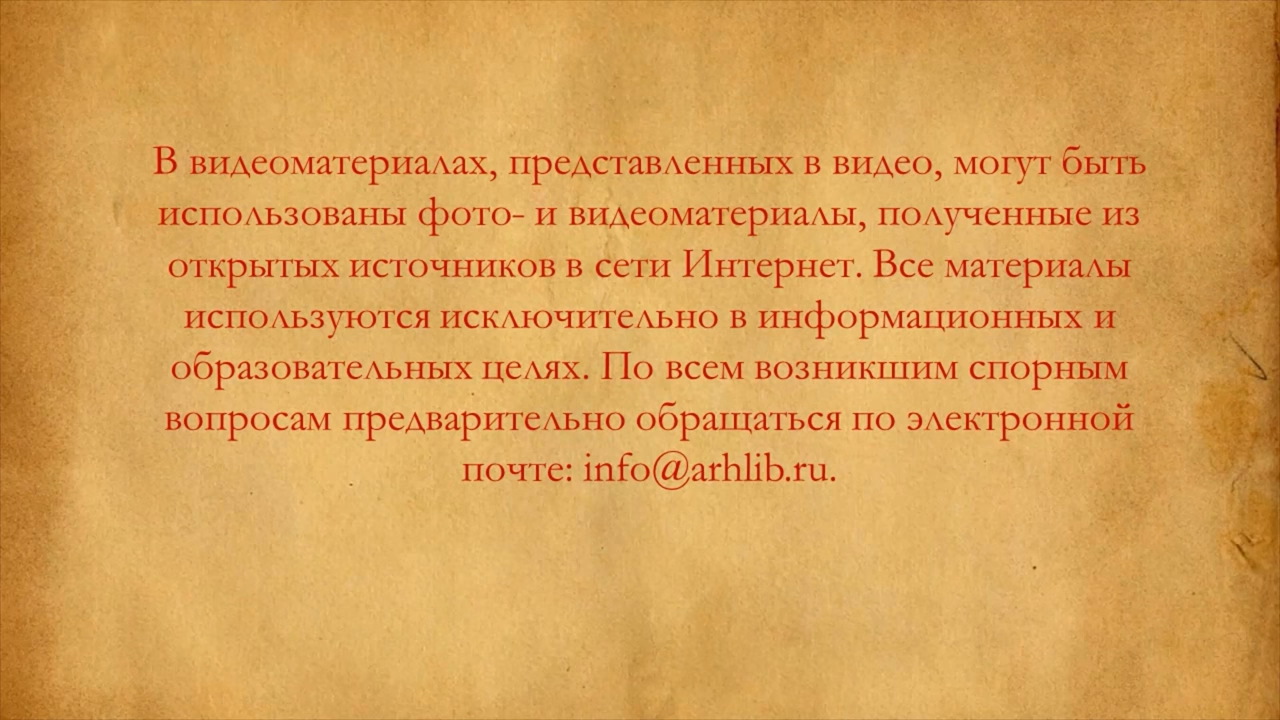 В видеоматериалах, представленных в видео, могут быть
использованы фото- и видеоматериалы, полученные из
открытых источников в сети Интернет. Все материалы
используются исключительно в информационных и
образовательных целях. По всем возникшим спорным
вопросам предварительно обращаться по электронной
почте: info@arhlib.ru.